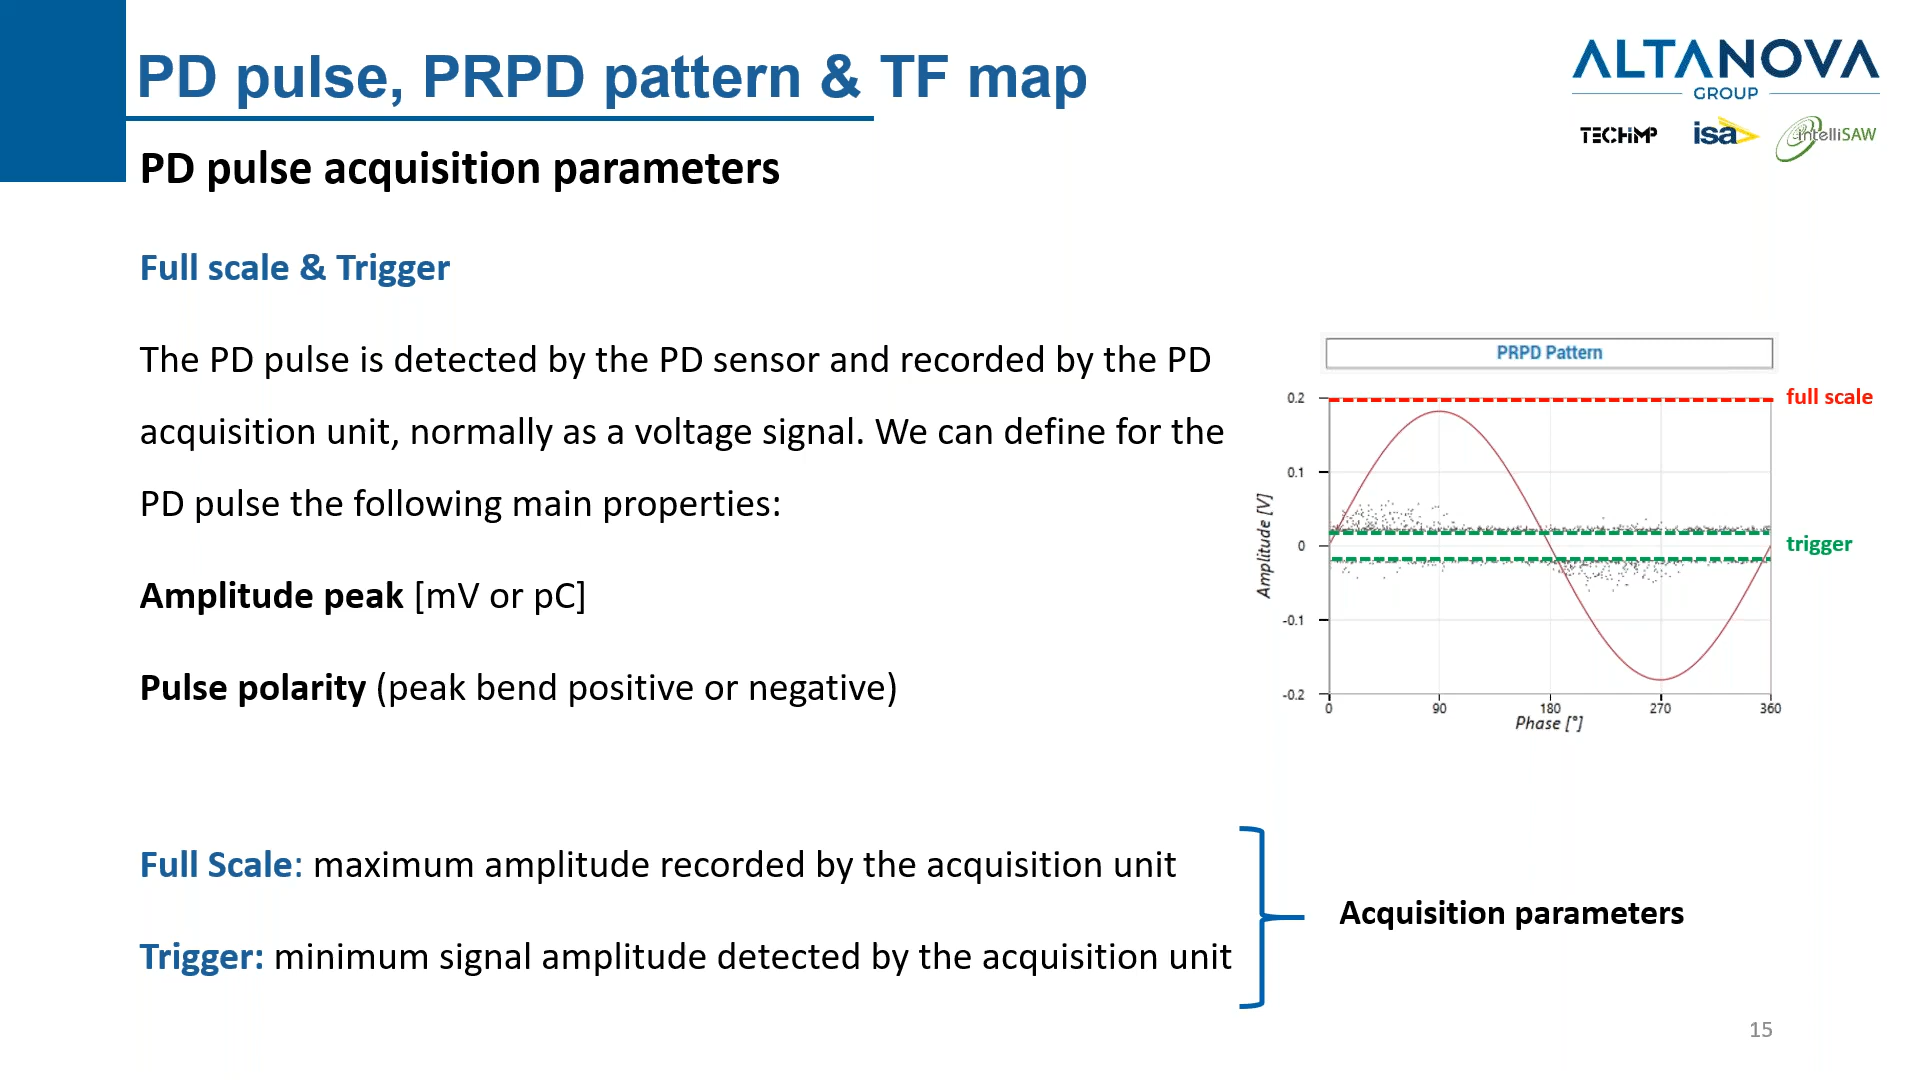 PD pulse, PRPD pattern & TF map
ALTANOVA
GROUP
TECHIMP
isa
intelliSAW
PD pulse acquisition parameters
Full scale & Trigger
The PD pulse is detected by the PD sensor and recorded by the PD
acquisition unit, normally as a voltage signal. We can define for the
PD pulse the following main properties:
Amplitude peak [mV or pC]
Pulse polarity (peak bend positive or negative)
PRPD Pattern
full scale
trigger
Amplitude [V]
0.2
0.1
0
-0.1
-0.2
0 90 180 270 360
Phase [°]
Full Scale: maximum amplitude recorded by the acquisition unit
Trigger: minimum signal amplitude detected by the acquisition unit
Acquisition parameters
15